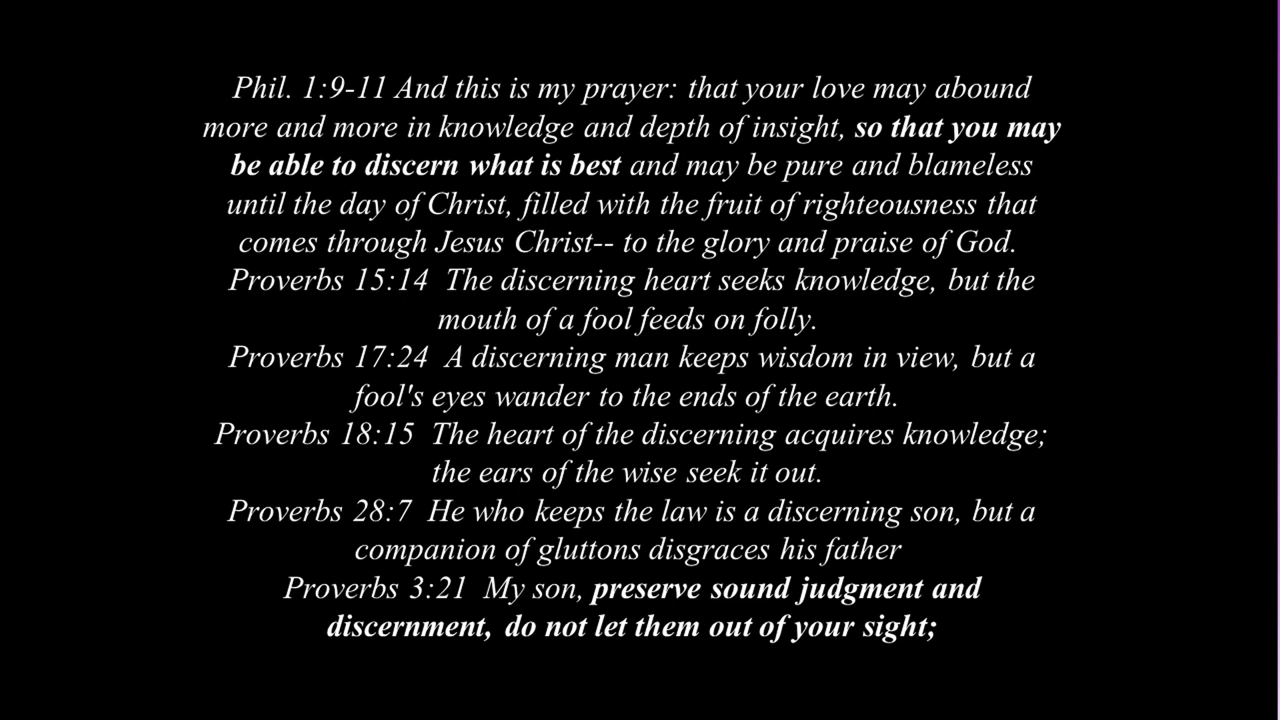 Phil. 1:9-11 And this is my prayer: that your love may abound
more and more in knowledge and depth of insight, so that you may
be able to discern what is best and may be pure and blameless
until the day of Christ, filled with the fruit of righteousness that
comes through Jesus Christ-- to the glory and praise of God.
Proverbs 15:14  The discerning heart seeks knowledge, but the
mouth of a fool feeds on folly.
Proverbs 17:24  A discerning man keeps wisdom in view, but a
fool's eyes wander to the ends of the earth.
Proverbs 18:15  The heart of the discerning acquires knowledge;
the ears of the wise seek it out.
Proverbs 28:7  He who keeps the law is a discerning son, but a
companion of gluttons disgraces his father
Proverbs 3:21  My son, preserve sound judgment and
discernment, do not let them out of your sight;